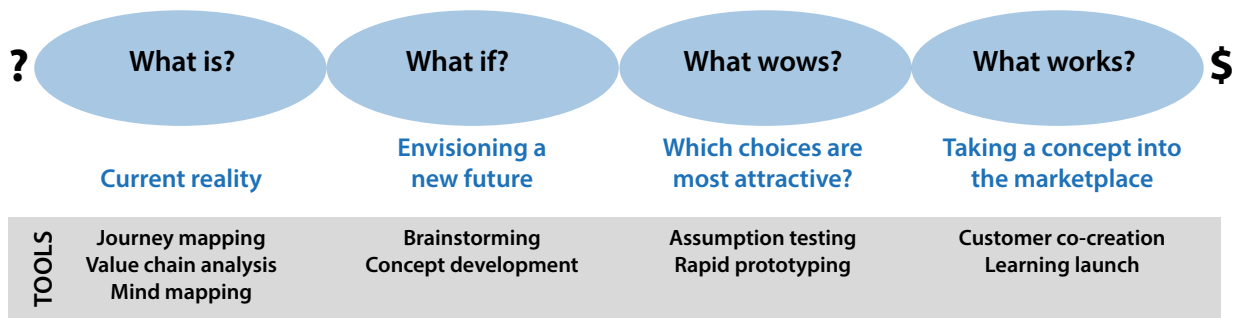 ?
What is?
What if?
What wows?
What works?
$
Current reality
Envisioning a
new future
Which choices are
most attractive?
Taking a concept into
the marketplace
TOOLS
Journey mapping
Value chain analysis
Mind mapping
Brainstorming
Concept development
Assumption testing
Rapid prototyping
Customer co-creation
Learning launch